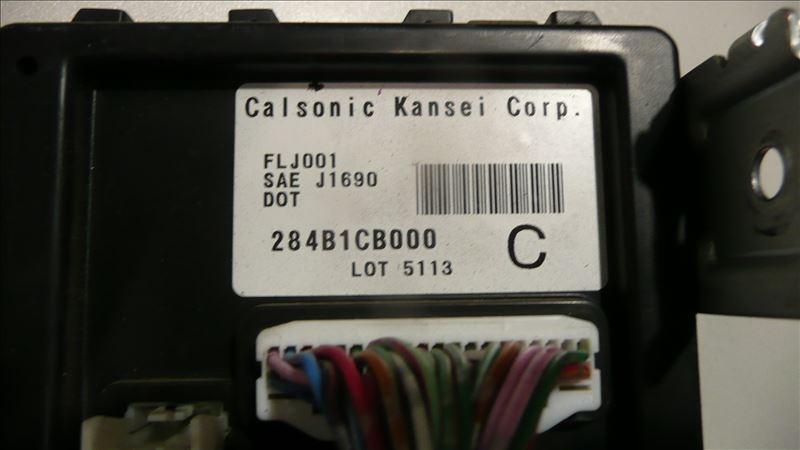 Calsonic Kansei Corp.
FLJ001
SAE J1690
DOT
284B1CB000
C
LOT 5113